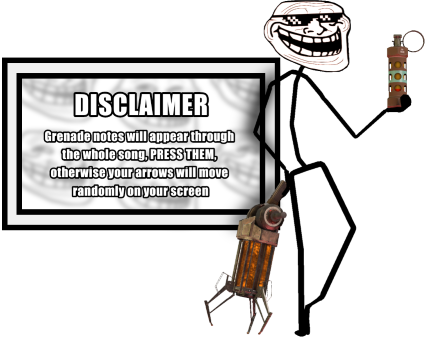 DISCLAIMER
Grenade notes will appear through
the whole song, PRESS THEM,
otherwise your arrows will move
randomly on your screen